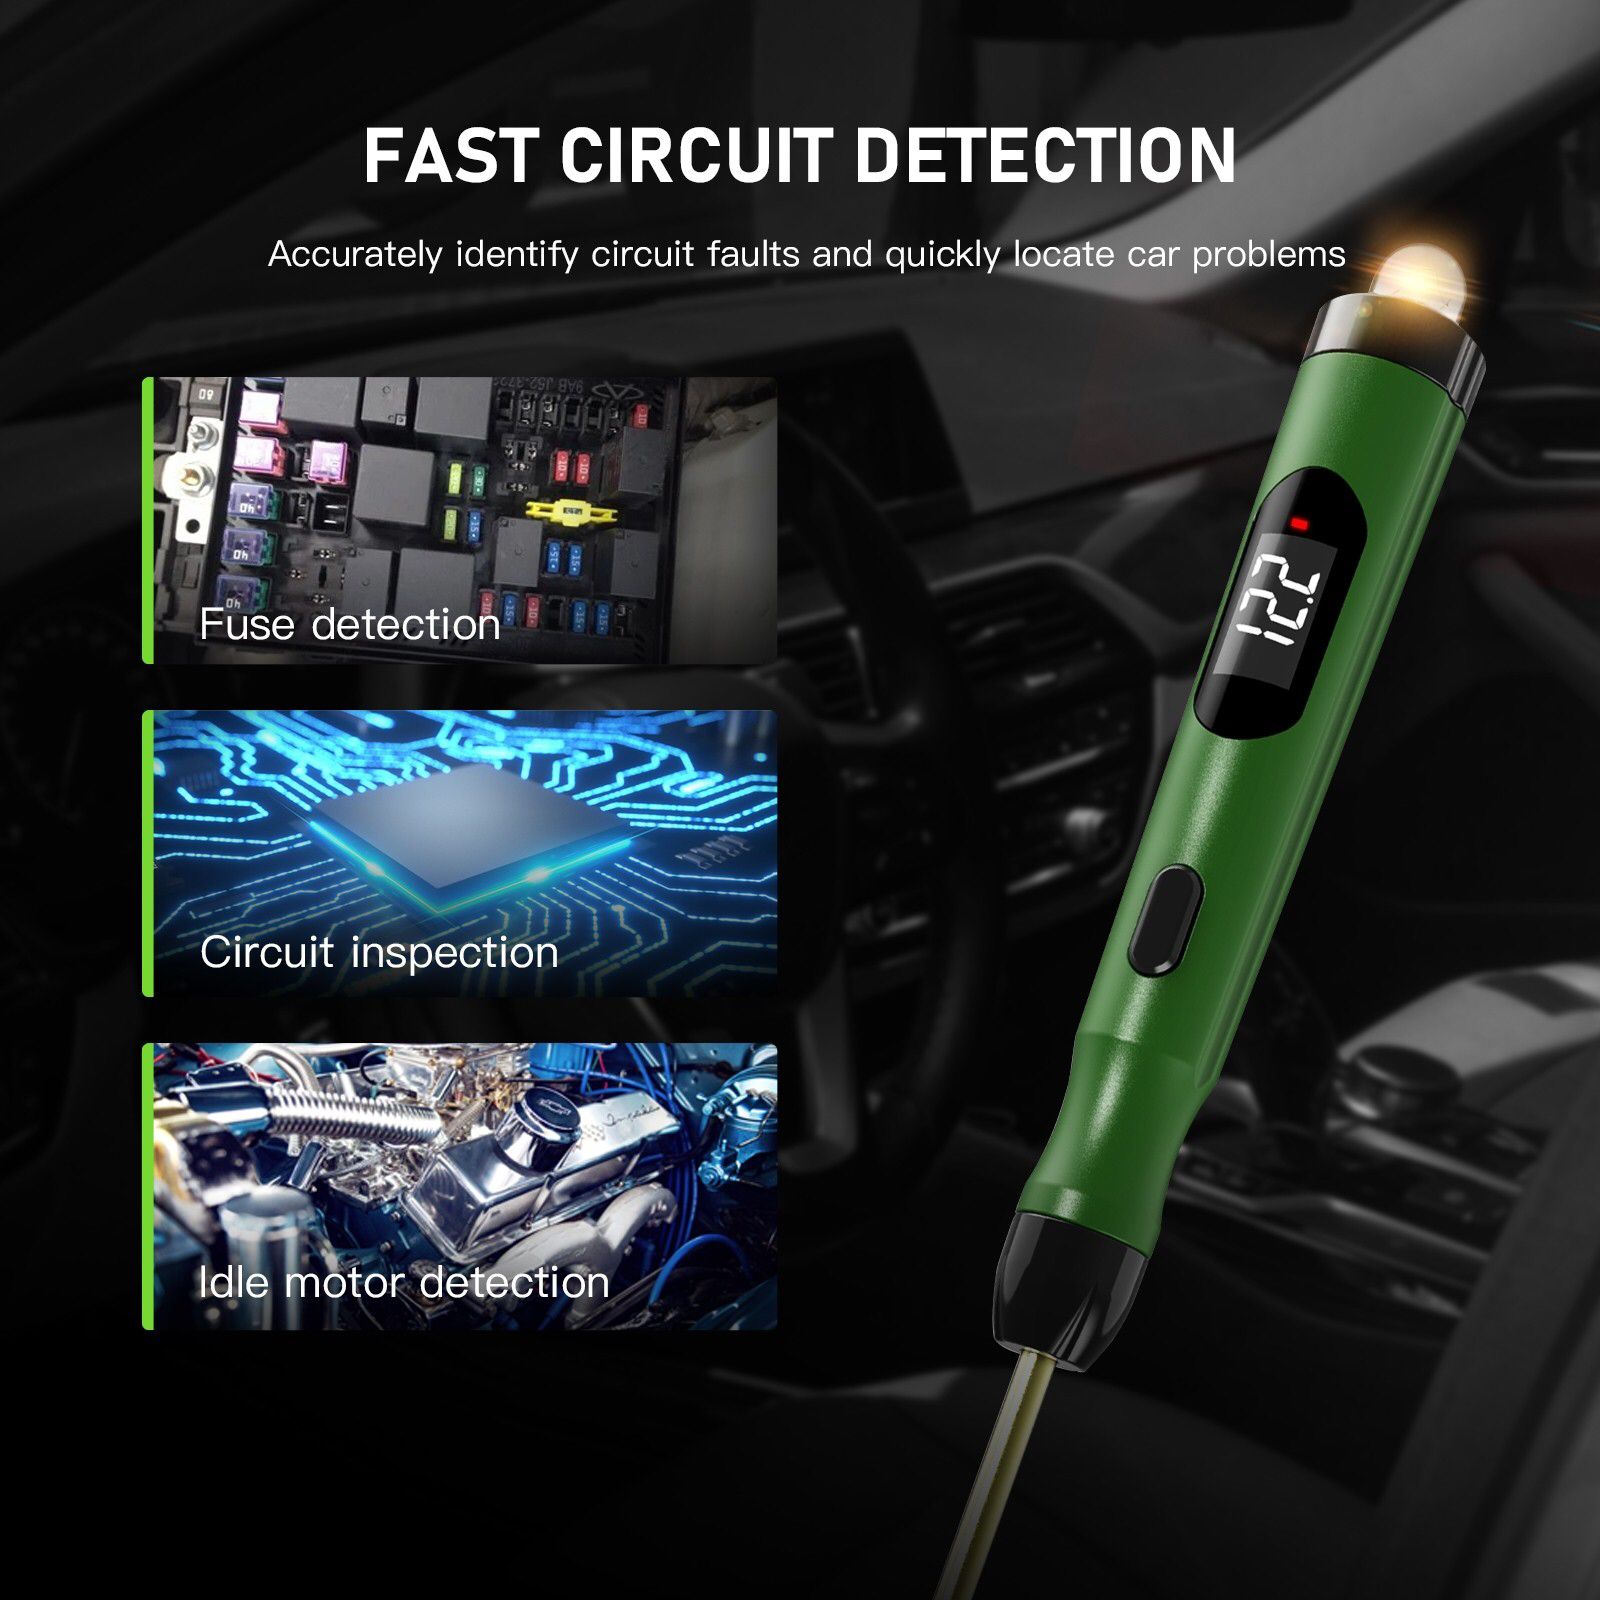 FAST CIRCUIT DETECTION
Accurately identify circuit faults and quickly locate car problems
12.2
Fuse detection
Circuit inspection
Idle motor detection